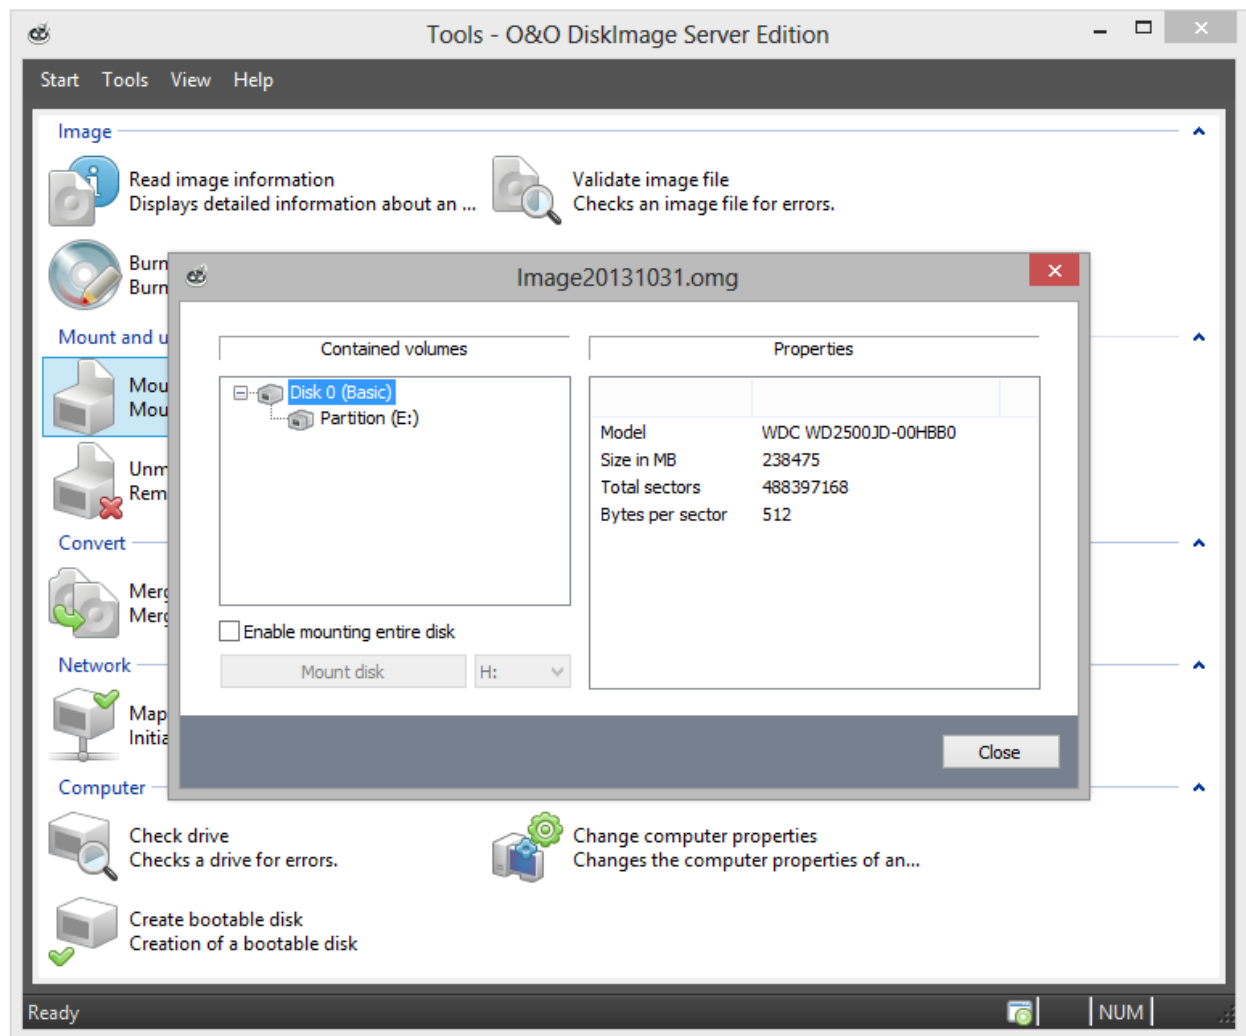 Tools - O&O DiskImage Server Edition
Start Tools View Help
Image
Read image information
Displays detailed information about an ...
Validate image file
Checks an image file for errors.
Burn
Burn
Image20131031.omg
Mount and u
Contained volumes
Properties
Mou
Mou
Disk 0 (Basic)
Partition (E:)
Model WDC WD2500JD-00HBB0
Size in MB 238475
Total sectors 488397168
Bytes per sector 512
Unm
Rem
Convert
Merg
Merg
Enable mounting entire disk
Mount disk H:
Network
Map
Initia
Close
Computer
Check drive
Checks a drive for errors.
Change computer properties
Changes the computer properties of an...
Create bootable disk
Creation of a bootable disk
Ready NUM